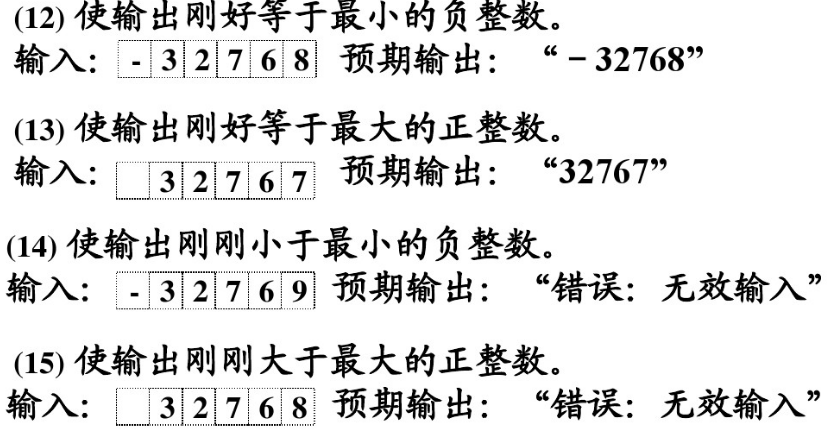 (12) 使输出刚好等于最小的负整数。
输入： - 3 2 7 6 8 预期输出： “－32768”
(13) 使输出刚好等于最大的正整数。
输入： 3 2 7 6 7 预期输出： “32767”
(14) 使输出刚刚小于最小的负整数。
输入： - 3 2 7 6 9 预期输出： “错误： 无效输入”
(15) 使输出刚刚大于最大的正整数。
输入： 3 2 7 6 8 预期输出： “错误： 无效输入”